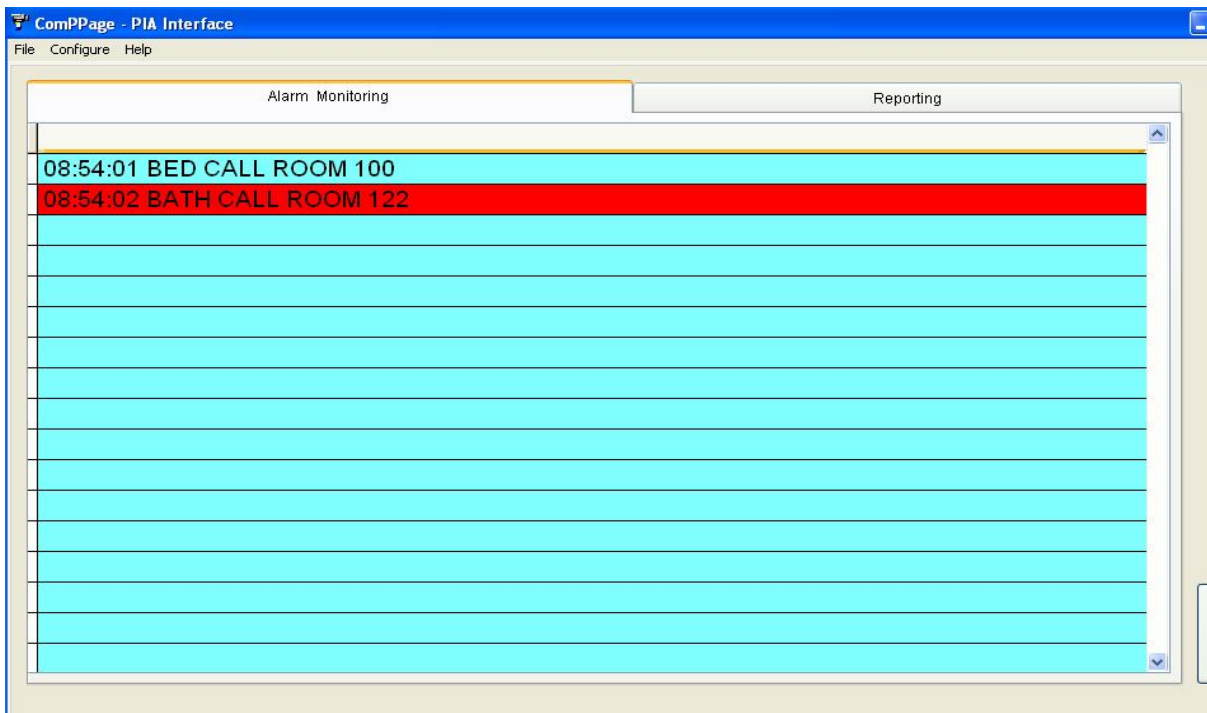 ComPPage - PIA Interface
File Configure Help
Alarm Monitoring Reporting
08:54:01 BED CALL ROOM 100
08:54:02 BATH CALL ROOM 122